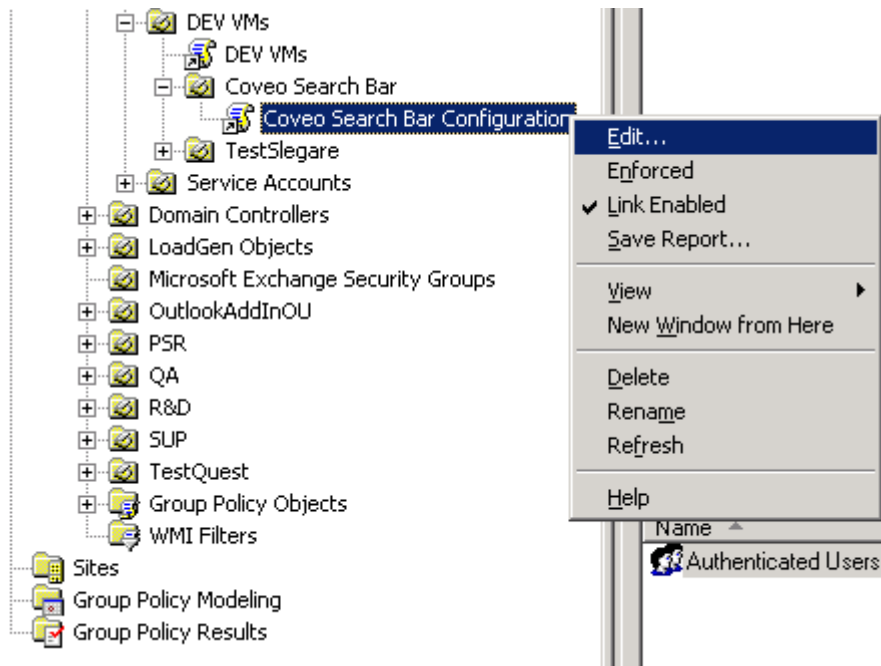 DEV VMs
DEV VMs
Coveo Search Bar
Coveo Search Bar Configuration
TestSlegare
Service Accounts
Domain Controllers
LoadGen Objects
Microsoft Exchange Security Groups
OutlookAddInOU
PSR
QA
R&D
SUP
TestQuest
Group Policy Objects
WMI Filters
Sites
Group Policy Modeling
Group Policy Results
Edit...
Enforced
Link Enabled
Save Report...
View
New Window from Here
Delete
Rename
Refresh
Help
Name
Authenticated Users